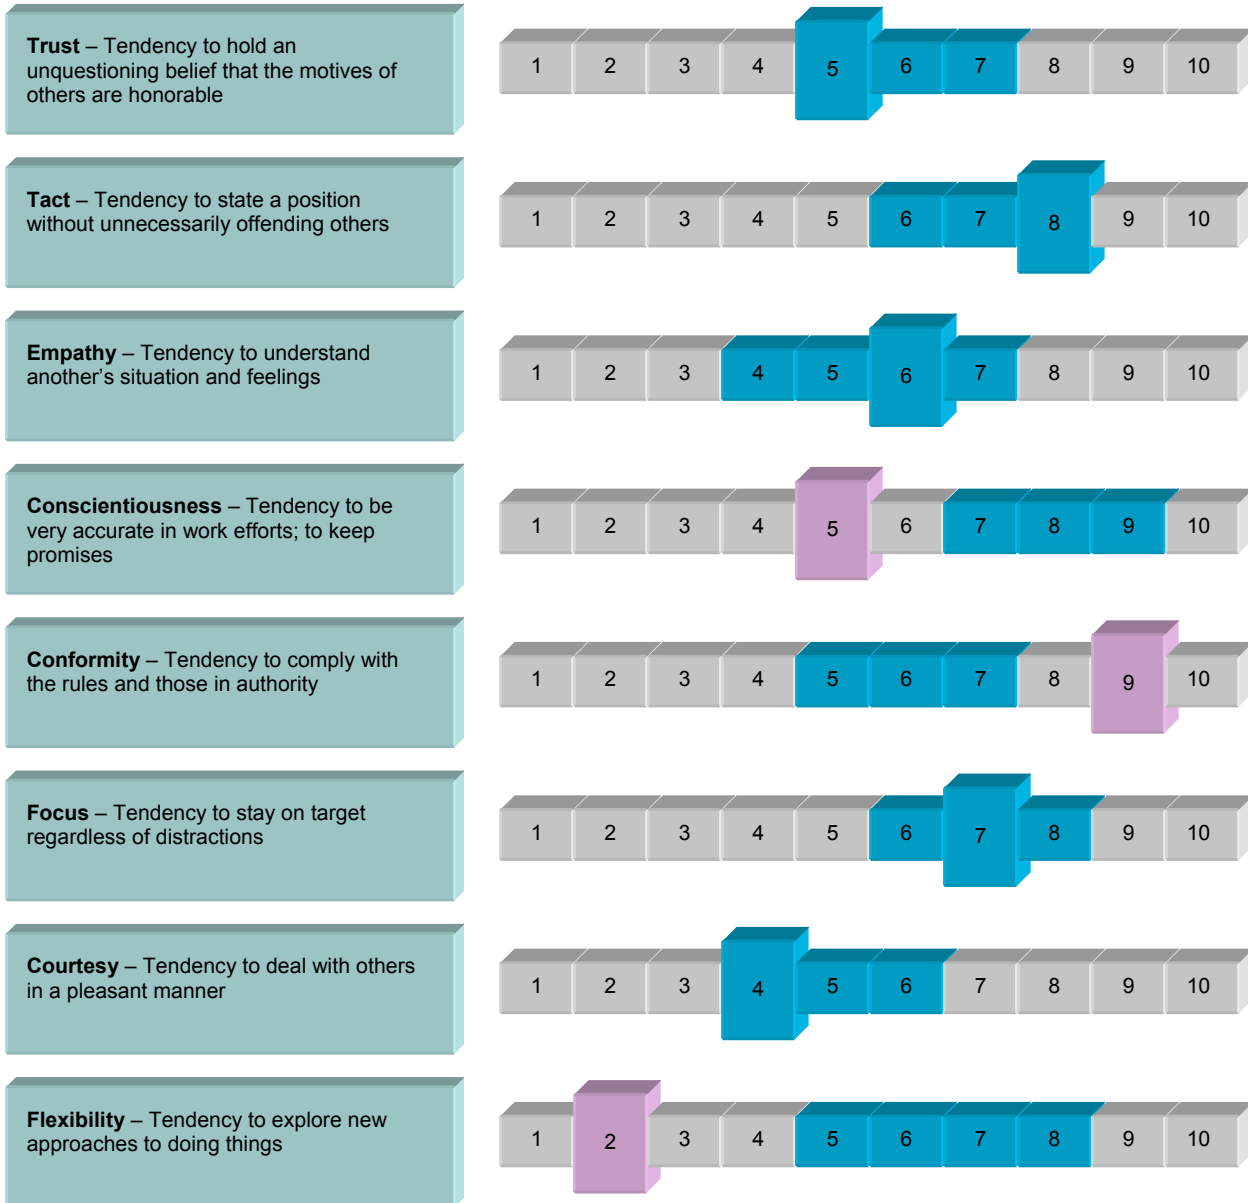 Trust – Tendency to hold an
unquestioning belief that the motives of
others are honorable
1 2 3 4 5 6 7 8 9 10
Tact – Tendency to state a position
without unnecessarily offending others
1 2 3 4 5 6 7 8 9 10
Empathy – Tendency to understand
another’s situation and feelings
1 2 3 4 5 6 7 8 9 10
Conscientiousness – Tendency to be
very accurate in work efforts; to keep
promises
1 2 3 4 5 6 7 8 9 10
Conformity – Tendency to comply with
the rules and those in authority
1 2 3 4 5 6 7 8 9 10
Focus – Tendency to stay on target
regardless of distractions
1 2 3 4 5 6 7 8 9 10
Courtesy – Tendency to deal with others
in a pleasant manner
1 2 3 4 5 6 7 8 9 10
Flexibility – Tendency to explore new
approaches to doing things
1 2 3 4 5 6 7 8 9 10